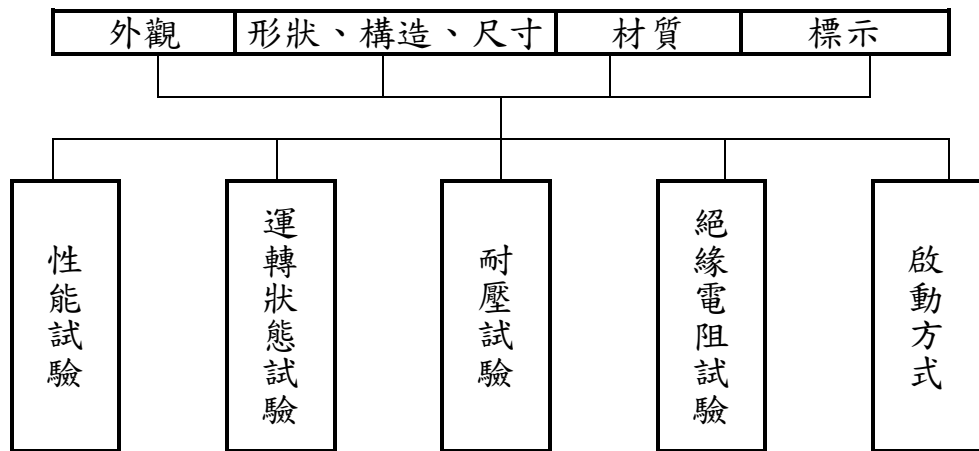 外觀
形狀、構造、尺寸
材質
標示
性能試驗
運轉狀態試驗
耐壓試驗
絕緣電阻試驗
啟動方式